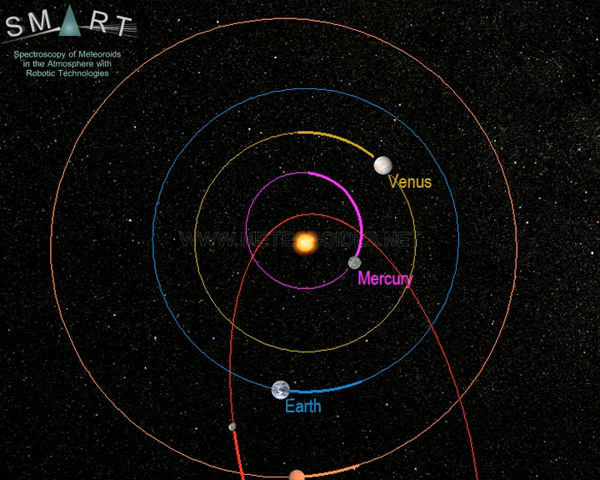 SMART
Spectroscopy of Meteoroids
in the Atmosphere with
Robotic Technologies
Venus
WWW.METEOROIDES.NET
Mercury
Earth